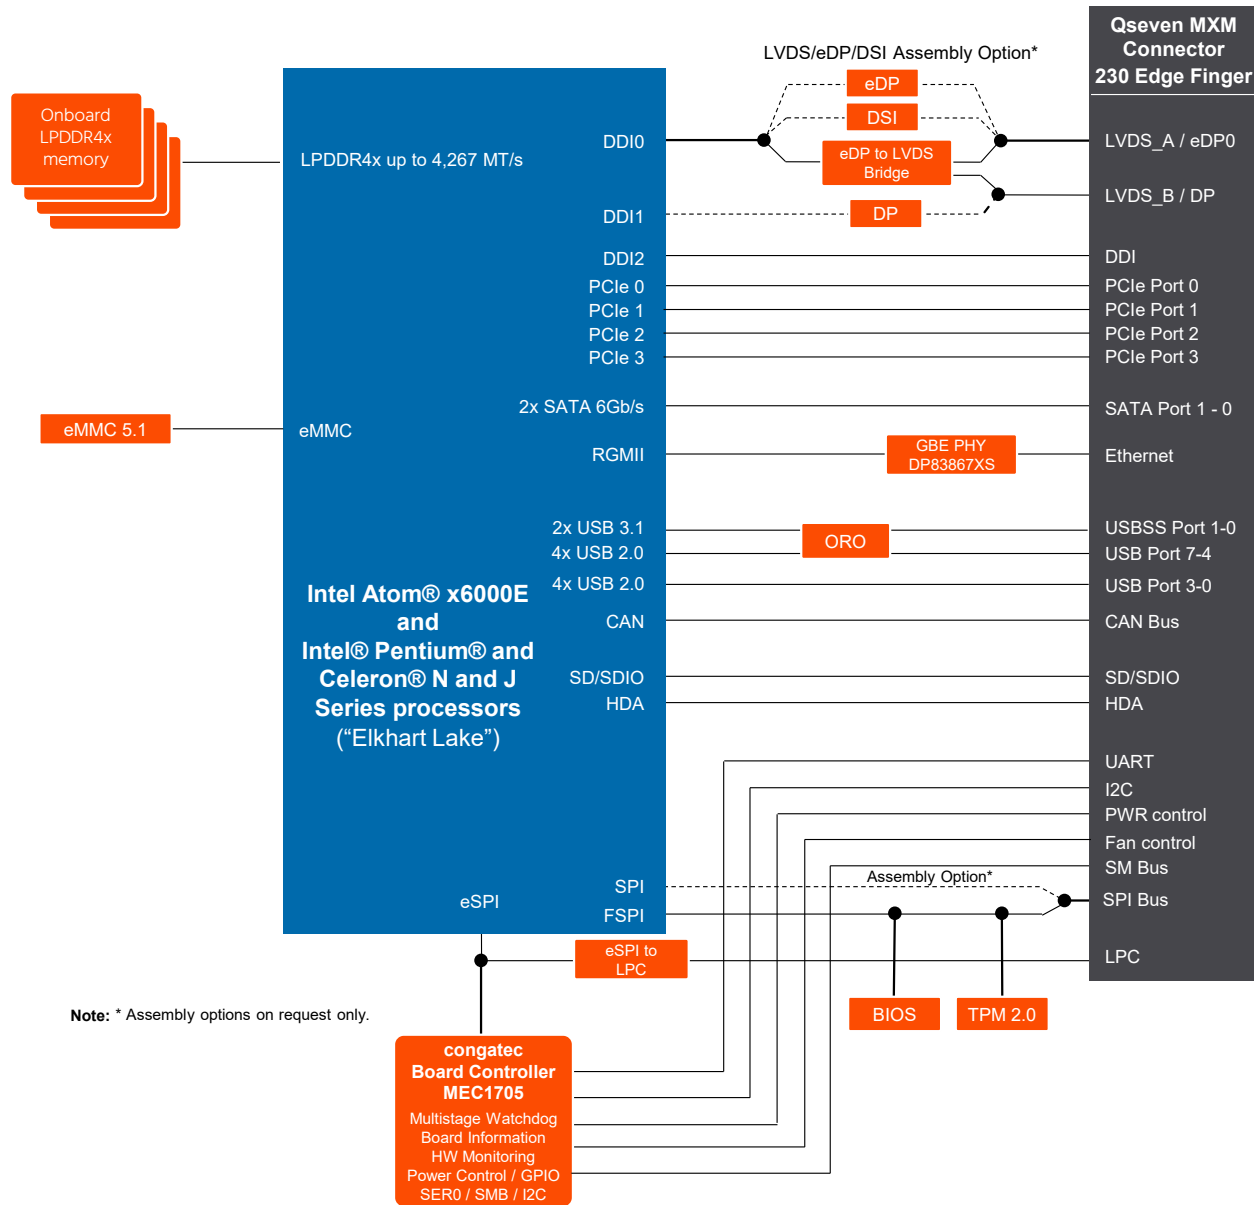 Qseven MXM
Connector
230 Edge Finger
LVDS/eDP/DSI Assembly Option*
eDP
DSI
eDP to LVDS
Bridge
DP
Onboard
LPDDR4x
memory
LPDDR4x up to 4,267 MT/s
DDI0
LVDS_A / eDP0
LVDS_B / DP
DDI1
DDI2
DDI
PCIe 0
PCIe Port 0
PCIe 1
PCIe Port 1
PCIe 2
PCIe Port 2
PCIe 3
PCIe Port 3
2x SATA 6Gb/s
SATA Port 1 - 0
eMMC 5.1
eMMC
RGMII
GBE PHY
DP83867XS
Ethernet
2x USB 3.1
USBSS Port 1-0
ORO
4x USB 2.0
USB Port 7-4
4x USB 2.0
USB Port 3-0
CAN
CAN Bus
Intel Atom® x6000E
and
Intel® Pentium® and
Celeron® N and J
Series processors
(“Elkhart Lake”)
SD/SDIO
SD/SDIO
HDA
HDA
UART
I2C
PWR control
Fan control
SM Bus
SPI
Assembly Option*
eSPI
FSPI
SPI Bus
eSPI to
LPC
LPC
BIOS
TPM 2.0
Note: * Assembly options on request only.
congatec
Board Controller
MEC1705
Multistage Watchdog
Board Information
HW Monitoring
Power Control / GPIO
SER0 / SMB / I2C